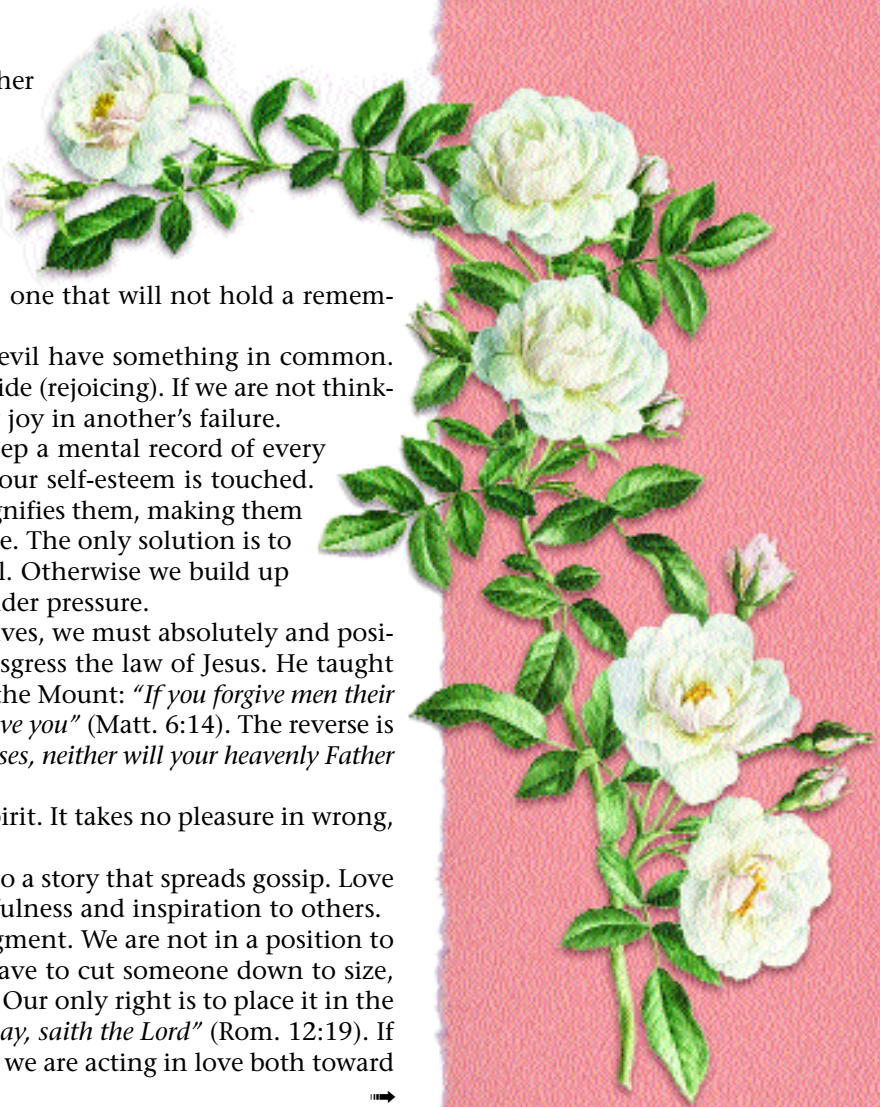 her
one that will not hold a remem-
evil have something in common.
ide (rejoicing). If we are not think-
joy in another’s failure.
ep a mental record of every
our self-esteem is touched.
gnifies them, making them
e. The only solution is to
l. Otherwise we build up
der pressure.
ves, we must absolutely and posi-
sgress the law of Jesus. He taught
the Mount: “If you forgive men their
ve you” (Matt. 6:14). The reverse is
ses, neither will your heavenly Father
irit. It takes no pleasure in wrong,
o a story that spreads gossip. Love
fulness and inspiration to others.
gment. We are not in a position to
ave to cut someone down to size,
Our only right is to place it in the
ay, saith the Lord” (Rom. 12:19). If
we are acting in love both toward